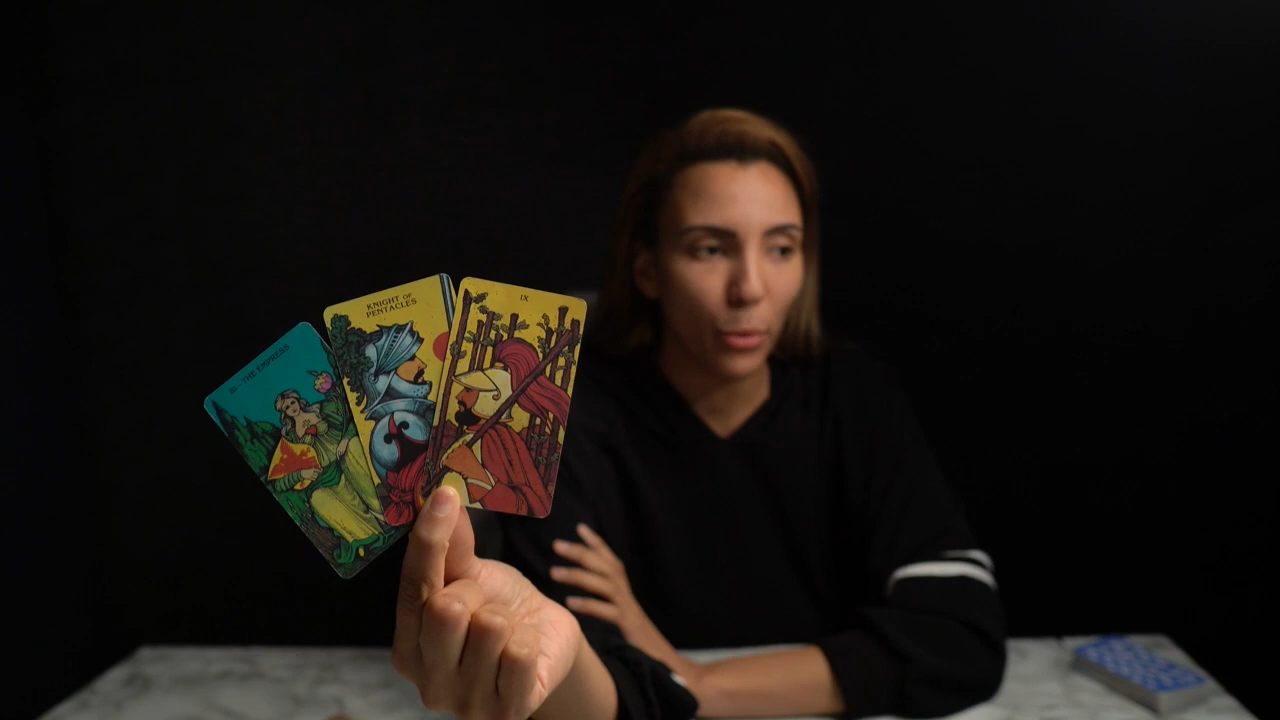 III - THE EMPRESS
KNIGHT OF
PENTACLES
IX